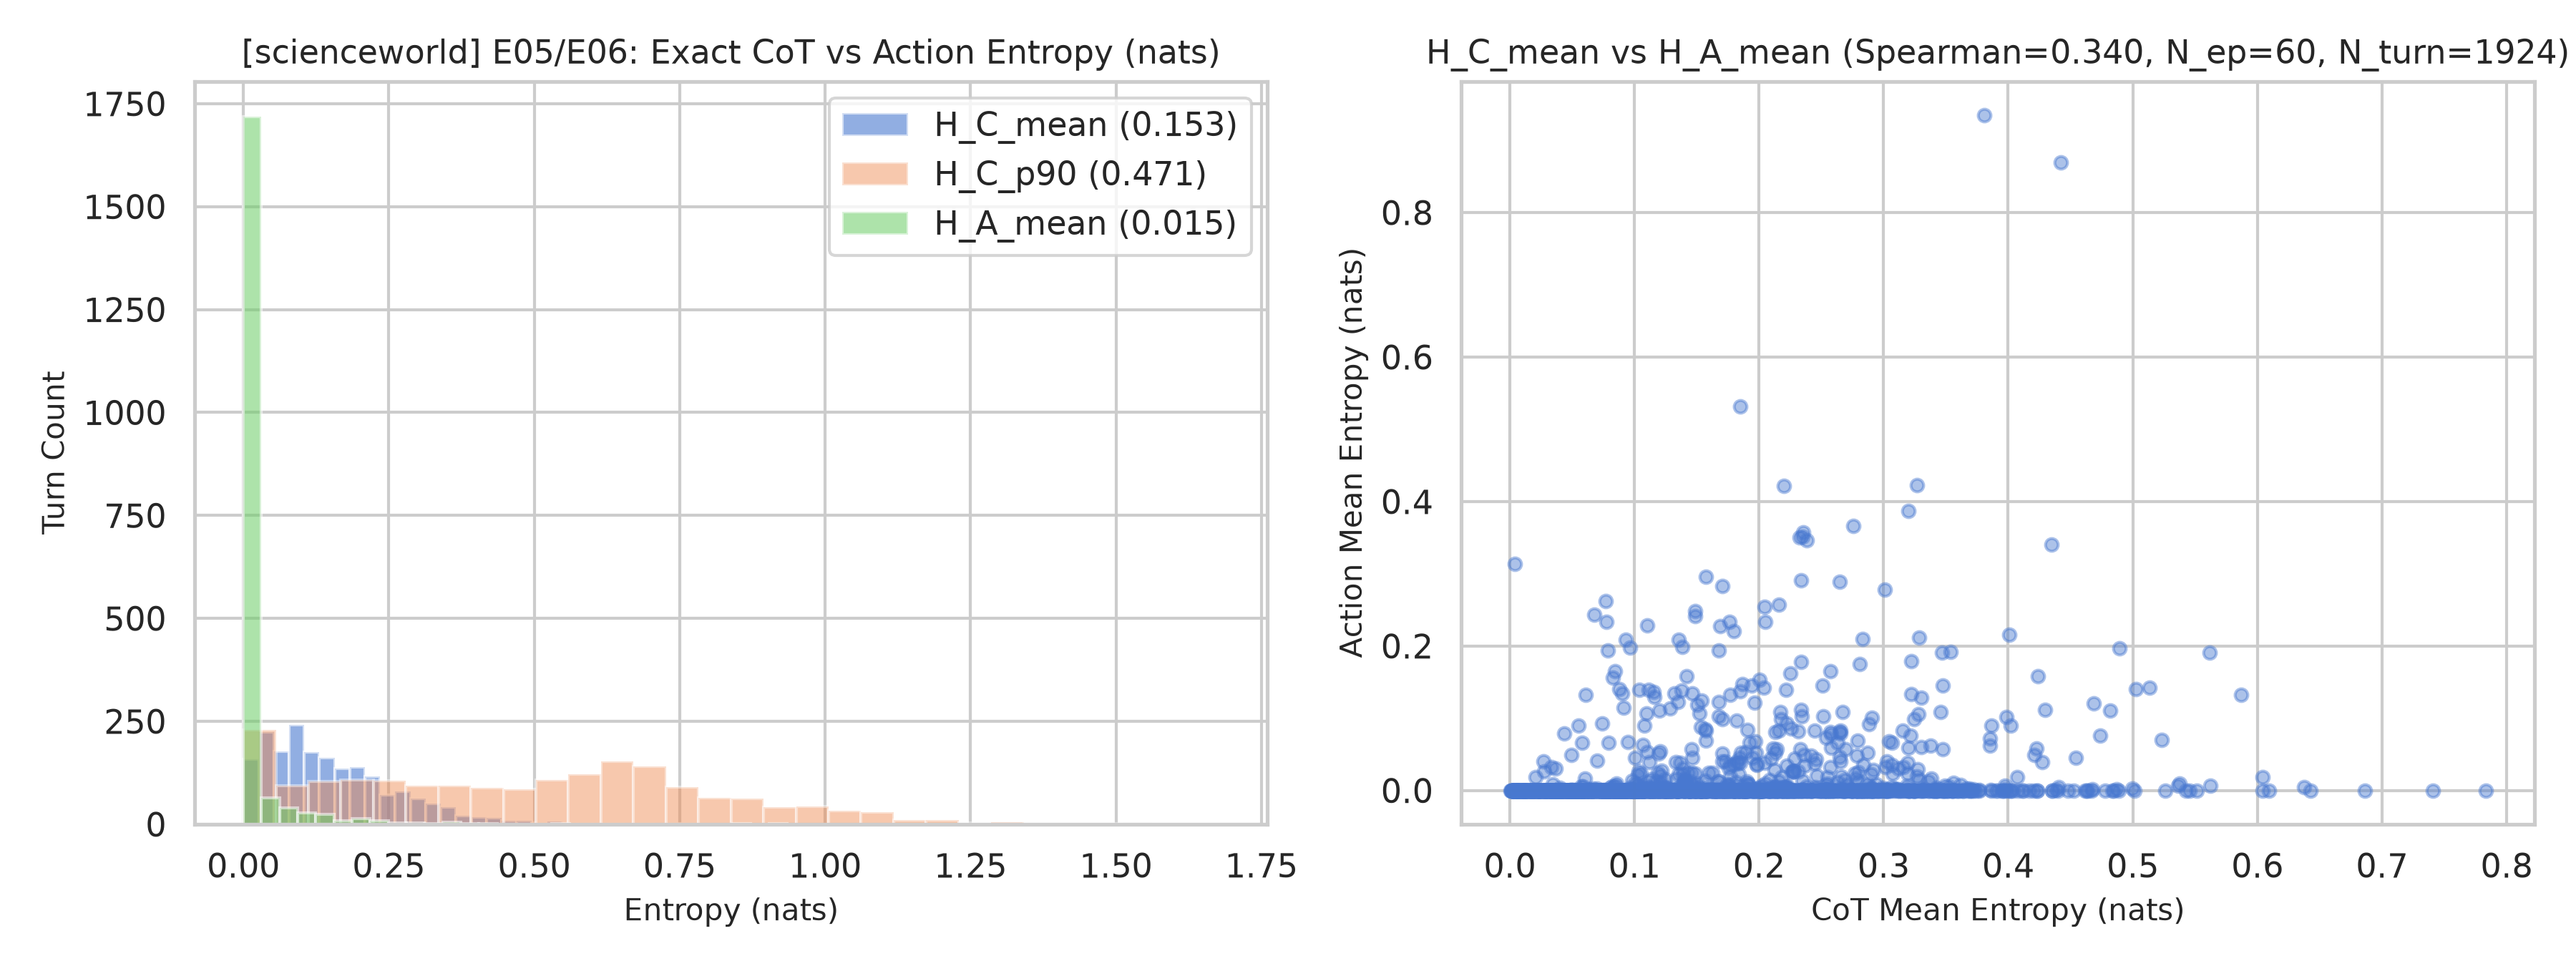 [scienceworld] E05/E06: Exact CoT vs Action Entropy (nats)
1750
1500
1250
1000
750
500
250
0
Turn Count
0.00 0.25 0.50 0.75 1.00 1.25 1.50 1.75
Entropy (nats)
H_C_mean (0.153)
H_C_p90 (0.471)
H_A_mean (0.015)
H_C_mean vs H_A_mean (Spearman=0.340, N_ep=60, N_turn=1924)
0.8
0.6
0.4
0.2
0.0
Action Mean Entropy (nats)
0.0 0.1 0.2 0.3 0.4 0.5 0.6 0.7 0.8
CoT Mean Entropy (nats)